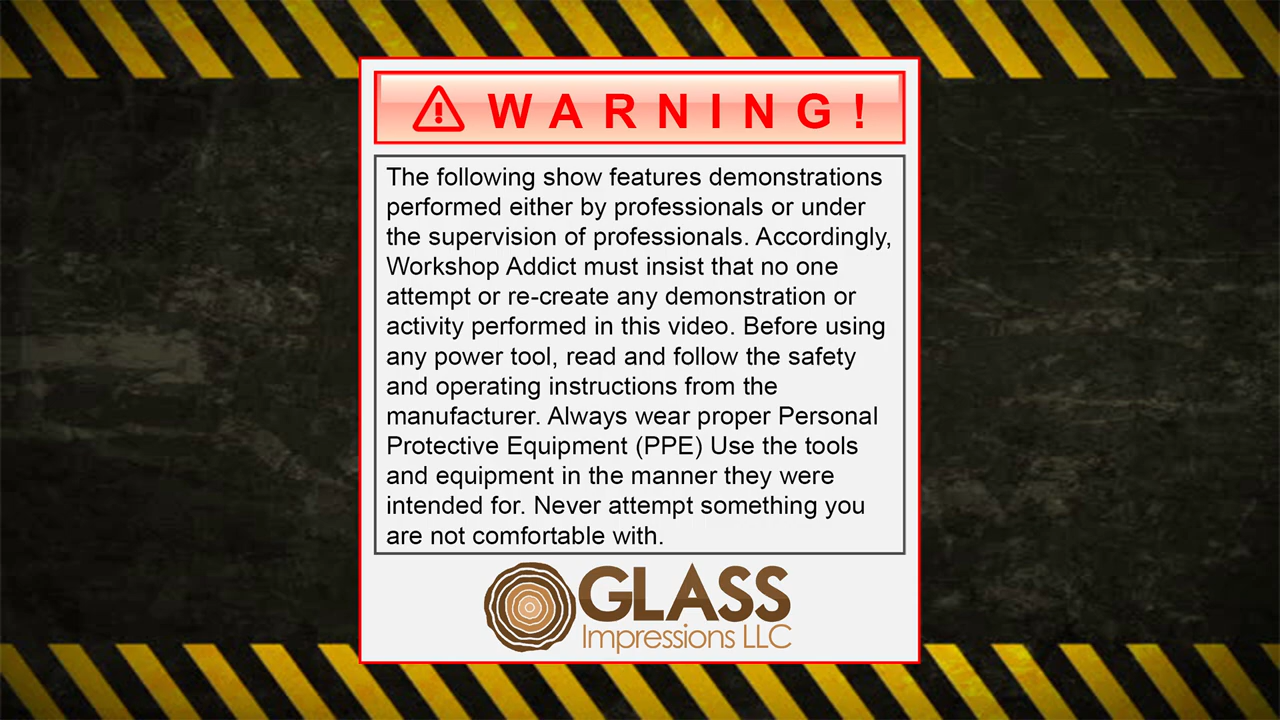 WARNING!
The following show features demonstrations
performed either by professionals or under
the supervision of professionals. Accordingly,
Workshop Addict must insist that no one
attempt or re-create any demonstration or
activity performed in this video. Before using
any power tool, read and follow the safety
and operating instructions from the
manufacturer. Always wear proper Personal
Protective Equipment (PPE) Use the tools
and equipment in the manner they were
intended for. Never attempt something you
are not comfortable with.
GLASS
Impressions LLC